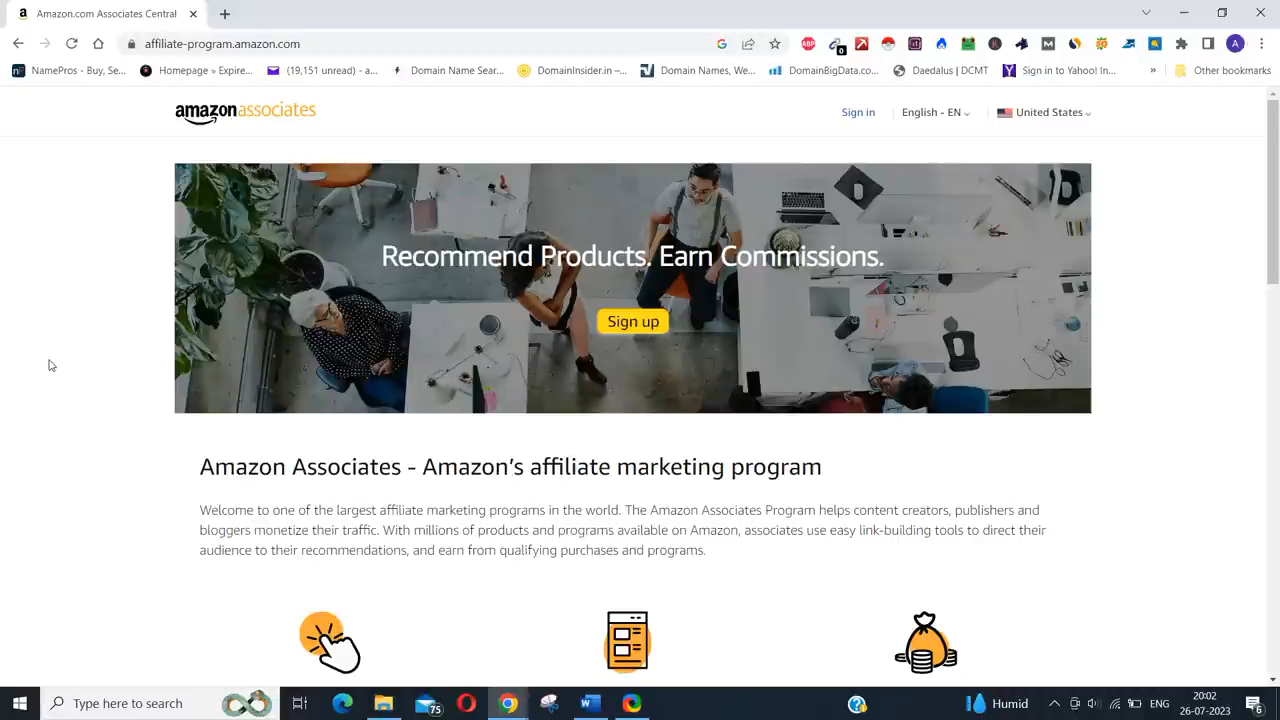 Amazon.com Associates Central
affiliate-program.amazon.com
ABP
0
NamePros - Buy, Se...
Homepage » Expire...
(19,151 unread) - a...
Domain Name Sear...
DomainInsider.in –...
Domain Names, We...
DomainBigData.co...
Daedalus | DCMT
Sign in to Yahoo! In...
»
Other bookmarks
A
amazonassociates
Sign in
English - EN
United States
Recommend Products. Earn Commissions.
Sign up
Amazon Associates - Amazon’s affiliate marketing program
Welcome to one of the largest affiliate marketing programs in the world. The Amazon Associates Program helps content creators, publishers and
bloggers monetize their traffic. With millions of products and programs available on Amazon, associates use easy link-building tools to direct their
audience to their recommendations, and earn from qualifying purchases and programs.
Type here to search
75
Humid
ENG
20:02
26-07-2023
6